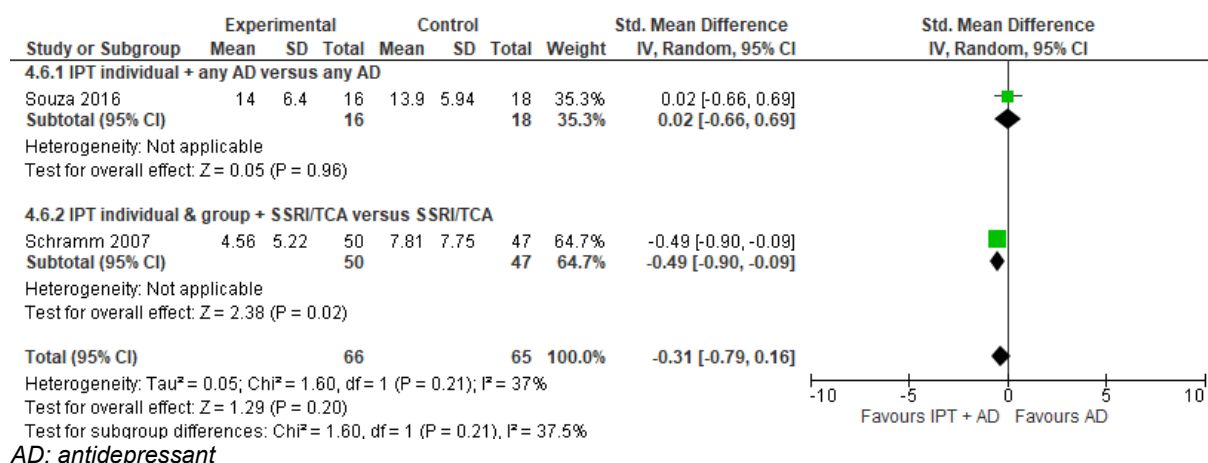 Experimental Control Std. Mean Difference Std. Mean Difference
Study or Subgroup Mean SD Total Mean SD Total Weight IV, Random, 95% CI IV, Random, 95% CI
4.6.1 IPT individual + any AD versus any AD
Souza 2016 14 6.4 16 13.9 5.94 18 35.3% 0.02 [-0.66, 0.69]
Subtotal (95% CI) 16 18 35.3% 0.02 [-0.66, 0.69]
Heterogeneity: Not applicable
Test for overall effect: Z = 0.05 (P = 0.96)
4.6.2 IPT individual & group + SSRI/TCA versus SSRI/TCA
Schramm 2007 4.56 5.22 50 7.81 7.75 47 64.7% -0.49 [-0.90, -0.09]
Subtotal (95% CI) 50 47 64.7% -0.49 [-0.90, -0.09]
Heterogeneity: Not applicable
Test for overall effect: Z = 2.38 (P = 0.02)
Total (95% CI) 66 65 100.0% -0.31 [-0.79, 0.16]
Heterogeneity: Tau² = 0.05; Chi² = 1.60, df = 1 (P = 0.21); I² = 37%
Test for overall effect: Z = 1.29 (P = 0.20)
Test for subgroup differences: Chi² = 1.60, df = 1 (P = 0.21), I² = 37.5%
-10 -5 0 5 10
Favours IPT + AD Favours AD
AD: antidepressant